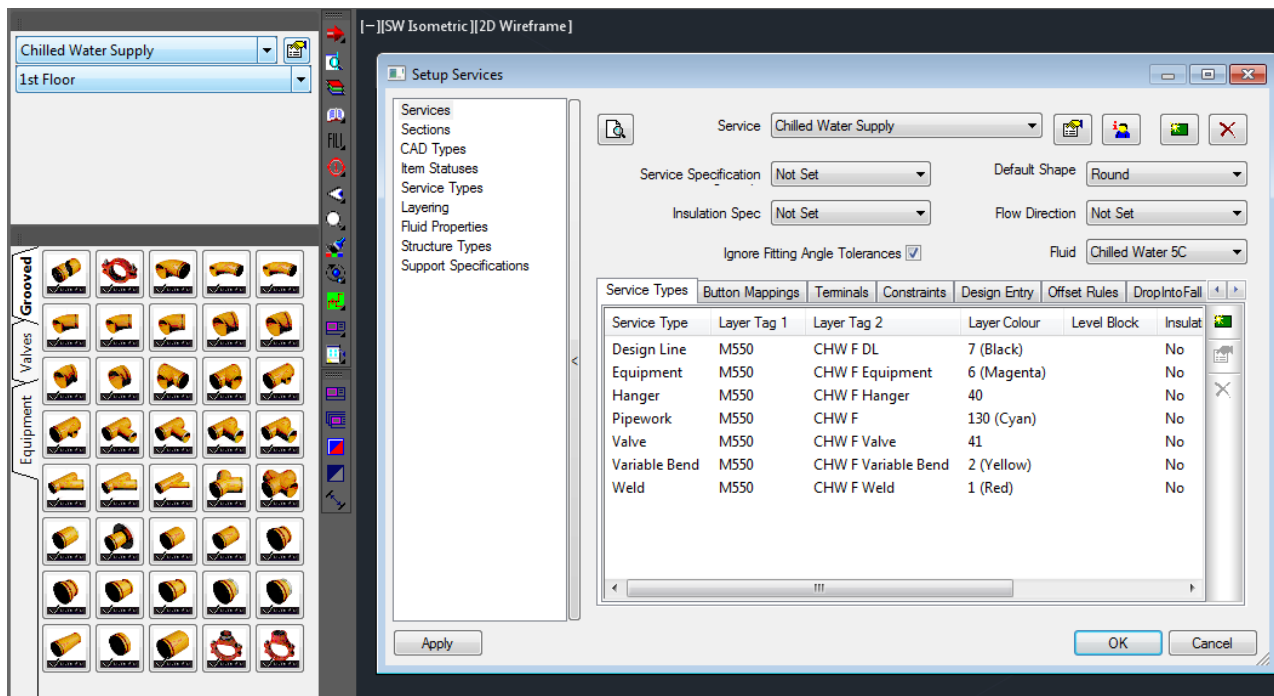 [−][SW Isometric][2D Wireframe]
Chilled Water Supply
1st Floor
Grooved
Valves
Equipment
FILL
Setup Services
Services
Sections
CAD Types
Item Statuses
Service Types
Layering
Fluid Properties
Structure Types
Support Specifications
Service Chilled Water Supply
Service Specification Not Set Default Shape Round
Insulation Spec Not Set Flow Direction Not Set
Ignore Fitting Angle Tolerances Fluid Chilled Water 5C
Service Types Button Mappings Terminals Constraints Design Entry Offset Rules DropIntoFall
Service Type Layer Tag 1 Layer Tag 2 Layer Colour Level Block Insulat
Design Line M550 CHW F DL 7 (Black) No
Equipment M550 CHW F Equipment 6 (Magenta) No
Hanger M550 CHW F Hanger 40 No
Pipework M550 CHW F 130 (Cyan) No
Valve M550 CHW F Valve 41 No
Variable Bend M550 CHW F Variable Bend 2 (Yellow) No
Weld M550 CHW F Weld 1 (Red) No
Apply OK Cancel